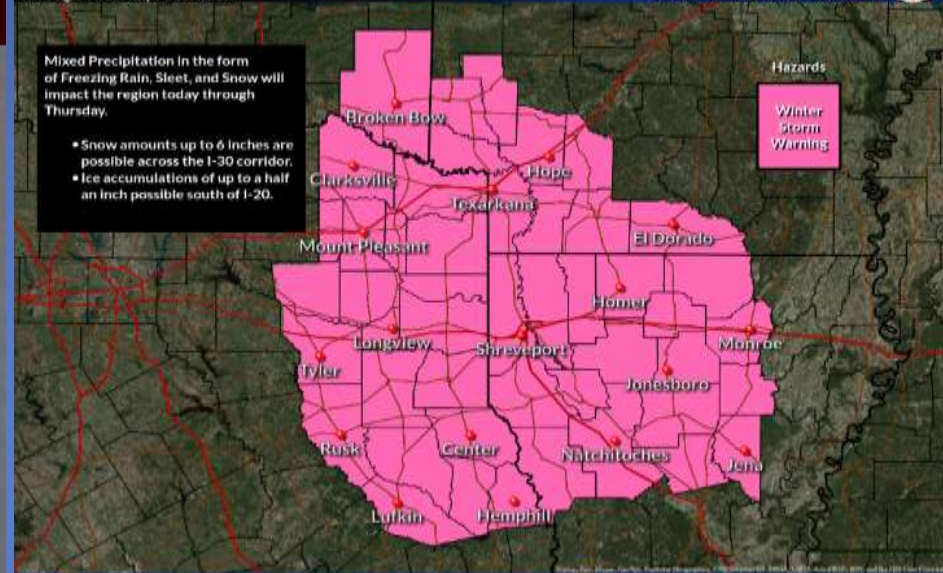 Mixed Precipitation in the form
of Freezing Rain, Sleet, and Snow will
impact the region today through
Thursday.
• Snow amounts up to 6 inches are
possible across the I-30 corridor.
• Ice accumulations of up to a half
an inch possible south of I-20.
Hazards
Winter
Storm
Warning
Broken Bow
Clarksville
Hope
Texarkana
Mount Pleasant
El Dorado
Homer
Longview
Shreveport
Monroe
Tyler
Jonesboro
Rusk
Center
Natchitoches
Jena
Lufkin
Hemphill